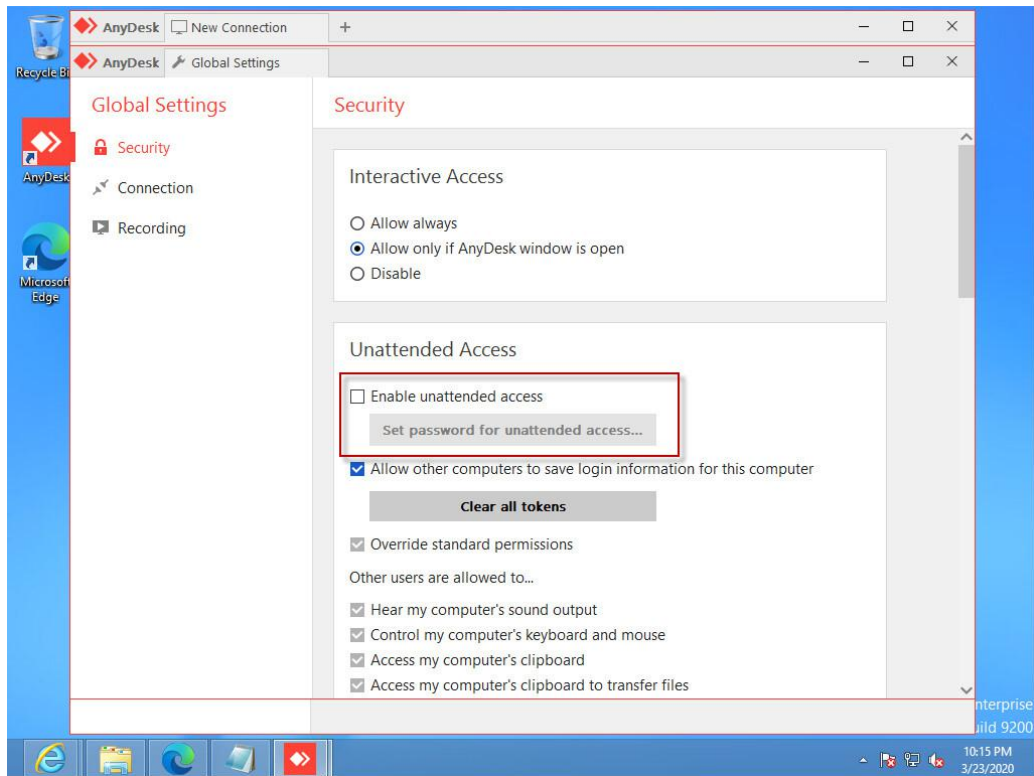 AnyDesk New Connection +
AnyDesk Global Settings
Recycle Bi
AnyDesk
Microsoft
Edge
Global Settings
Security
Connection
Recording
Security
Interactive Access
Allow always
Allow only if AnyDesk window is open
Disable
Unattended Access
Enable unattended access
Set password for unattended access...
Allow other computers to save login information for this computer
Clear all tokens
Override standard permissions
Other users are allowed to...
Hear my computer's sound output
Control my computer's keyboard and mouse
Access my computer's clipboard
Access my computer's clipboard to transfer files
nterprise
uild 9200
10:15 PM
3/23/2020